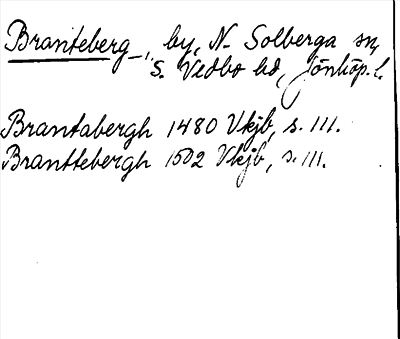 Branteberg, by, N. Solberga sn,
S. Vedbo hd, Jönköp. l.
Brantabergh 1480 Vkjb, s. 111.
Branttebergh 1502 Vkjb, s. 111.